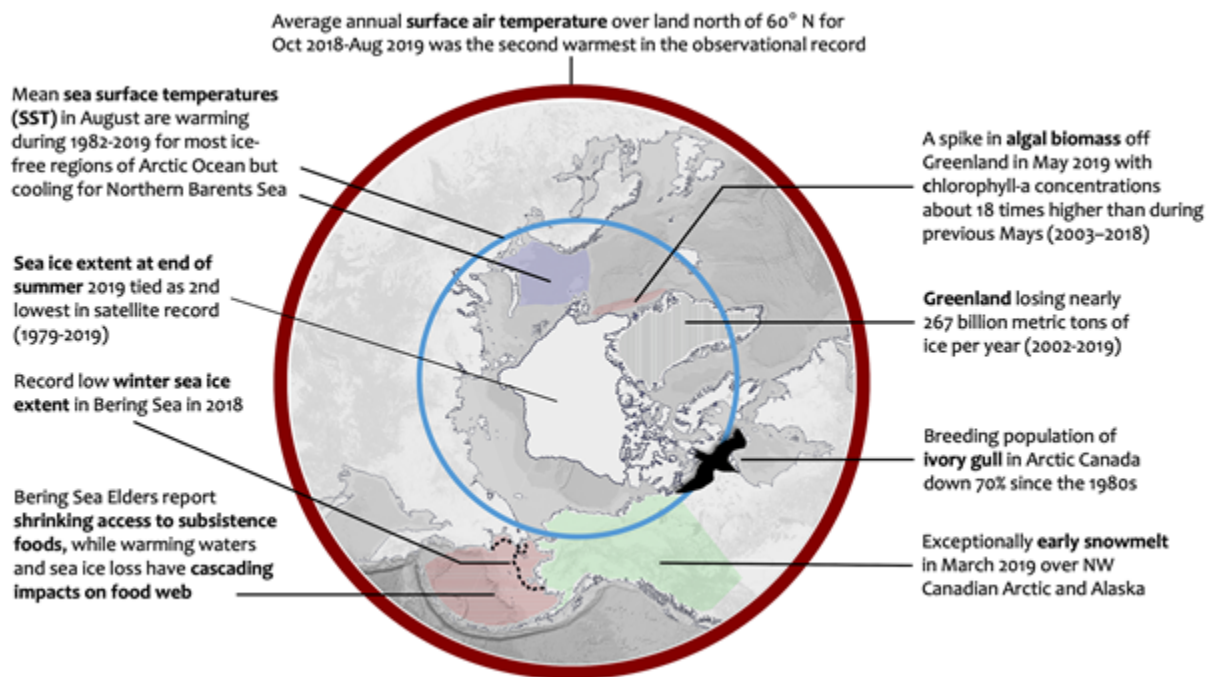 Average annual surface air temperature over land north of 60° N for
Oct 2018-Aug 2019 was the second warmest in the observational record
Mean sea surface temperatures
(SST) in August are warming
during 1982-2019 for most ice-
free regions of Arctic Ocean but
cooling for Northern Barents Sea
Sea ice extent at end of
summer 2019 tied as 2nd
lowest in satellite record
(1979-2019)
Record low winter sea ice
extent in Bering Sea in 2018
Bering Sea Elders report
shrinking access to subsistence
foods, while warming waters
and sea ice loss have cascading
impacts on food web
A spike in algal biomass off
Greenland in May 2019 with
chlorophyll-a concentrations
about 18 times higher than during
previous Mays (2003–2018)
Greenland losing nearly
267 billion metric tons of
ice per year (2002-2019)
Breeding population of
ivory gull in Arctic Canada
down 70% since the 1980s
Exceptionally early snowmelt
in March 2019 over NW
Canadian Arctic and Alaska